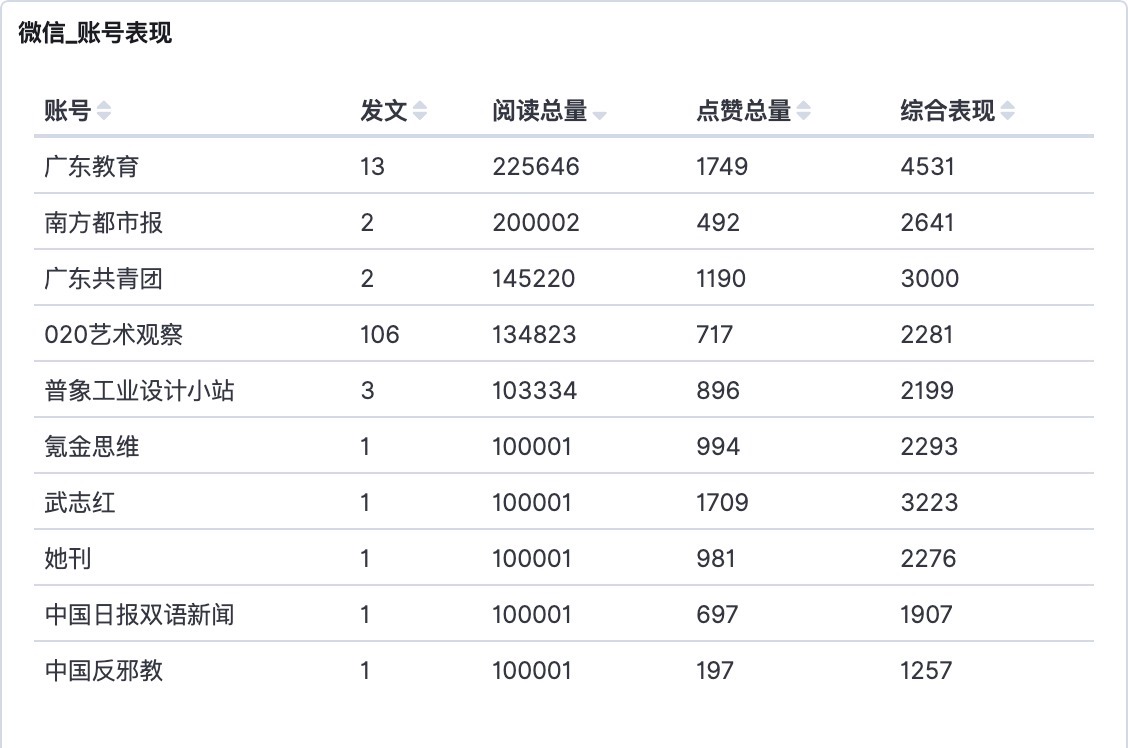 微信_账号表现
账号 发文 阅读总量 点赞总量 综合表现
广东教育 13 225646 1749 4531
南方都市报 2 200002 492 2641
广东共青团 2 145220 1190 3000
020艺术观察 106 134823 717 2281
普象工业设计小站 3 103334 896 2199
氪金思维 1 100001 994 2293
武志红 1 100001 1709 3223
她刊 1 100001 981 2276
中国日报双语新闻 1 100001 697 1907
中国反邪教 1 100001 197 1257